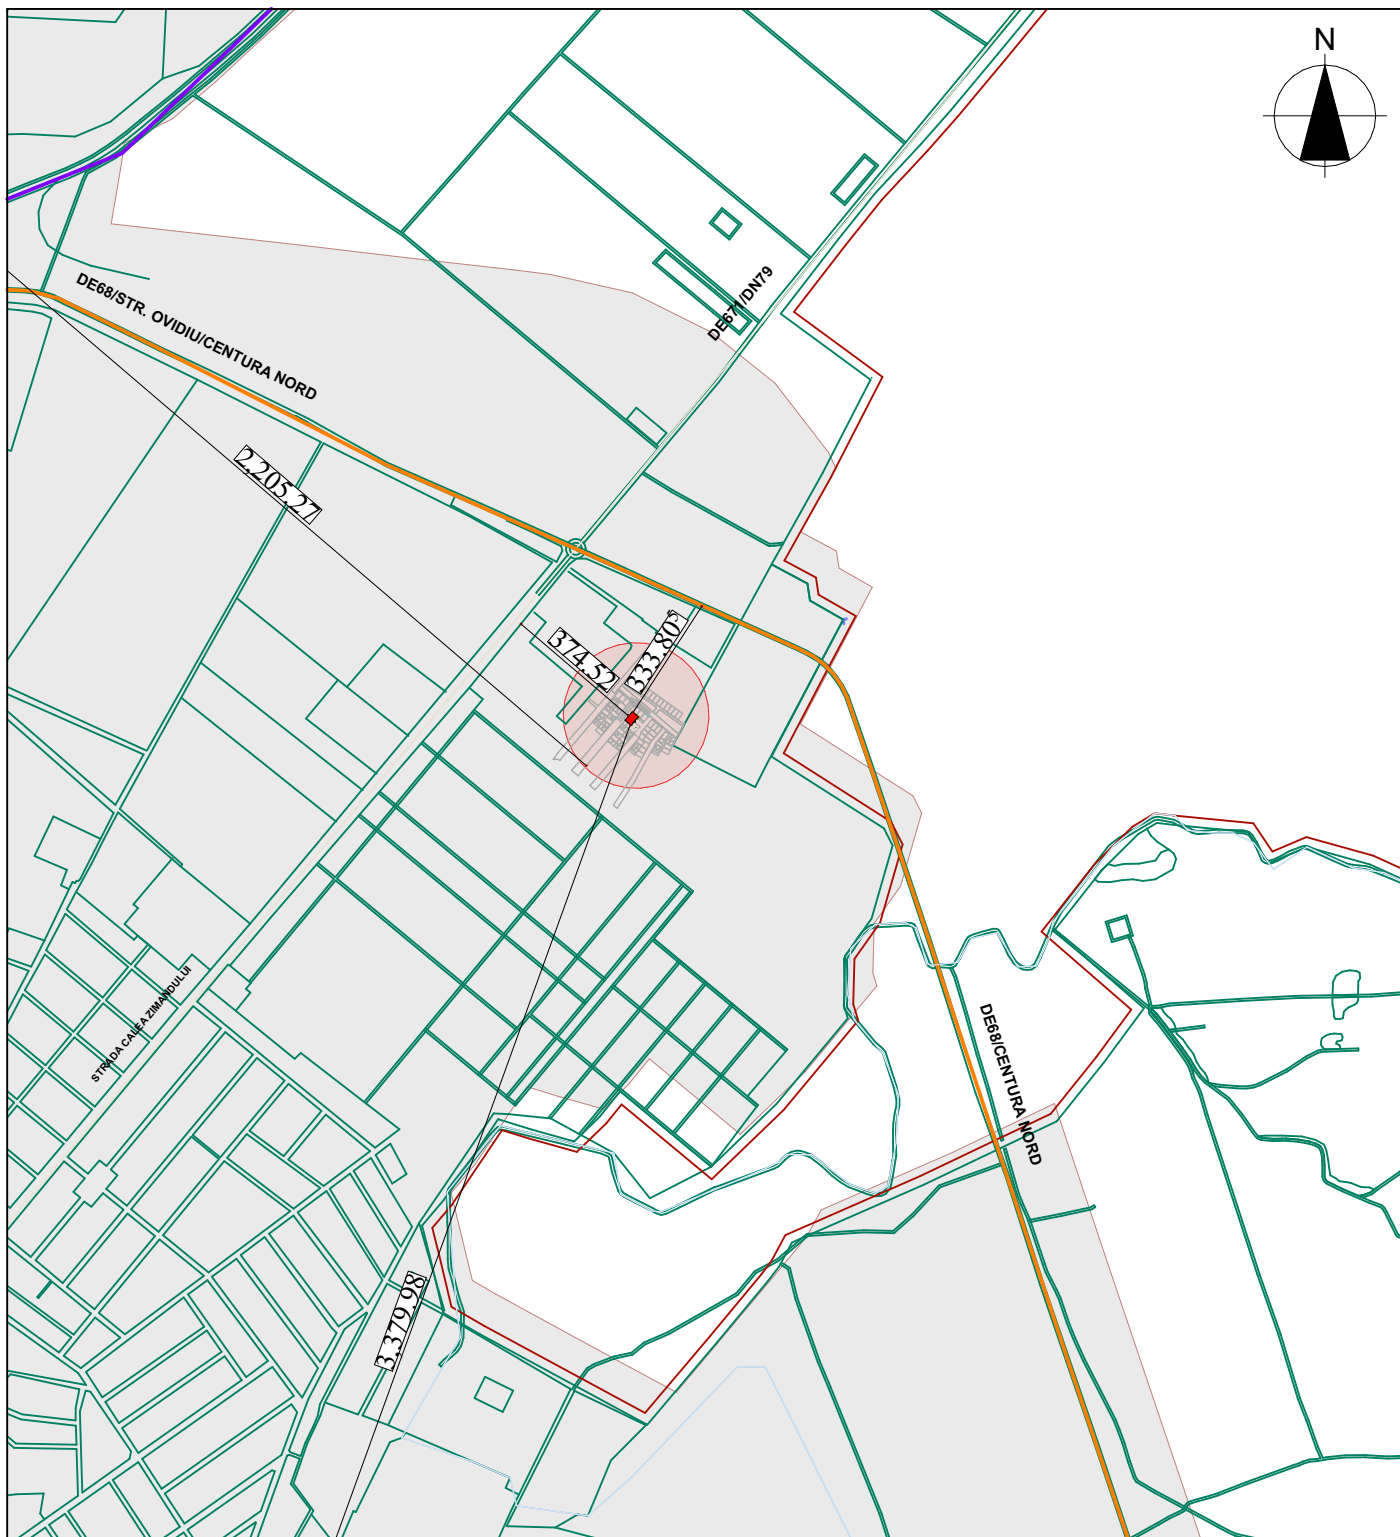 N
DE671/DN79
DE68/STR. OVIDIU/CENTURA NORD
2,205.27
374.52
333.80
STRADA CALEA ZIMANDULUI
DE68/CENTURA NORD
3,379.98